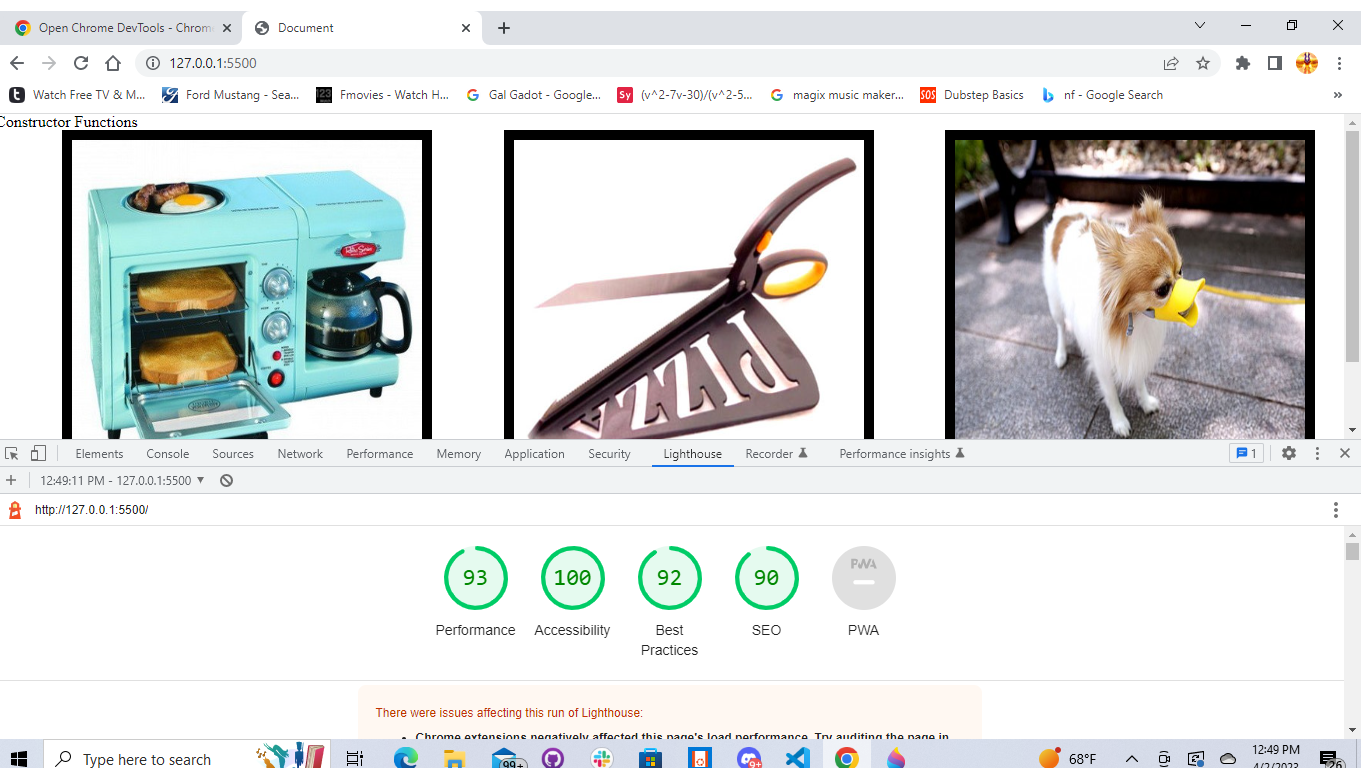 Open Chrome DevTools - Chrom
Document
127.0.0.1:5500
Watch Free TV & M...
Ford Mustang - Sea...
123
Fmovies - Watch H...
Gal Gadot - Google...
Sy
(v^2-7v-30)/(v^2-5...
magix music maker...
SOS
Dubstep Basics
nf - Google Search
Constructor Functions
PIZZA
Elements
Console
Sources
Network
Performance
Memory
Application
Security
Lighthouse
Recorder
Performance insights
1
12:49:11 PM - 127.0.0.1:5500
http://127.0.0.1:5500/
93
100
92
90
PWA
Performance
Accessibility
Best
Practices
SEO
PWA
There were issues affecting this run of Lighthouse:
Chrome extensions negatively affected this page's load performance. Try auditing the page in
Type here to search
99+
9+
68°F
12:49 PM
4/2/2023
26